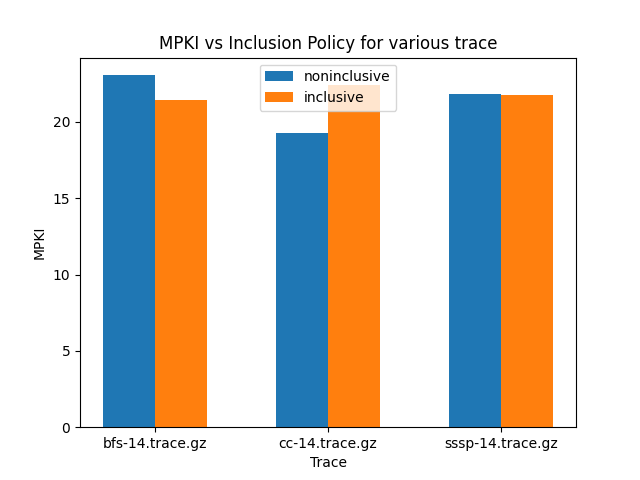 MPKI vs Inclusion Policy for various trace
noninclusive
inclusive
MPKI
20
15
10
5
0
bfs-14.trace.gz cc-14.trace.gz sssp-14.trace.gz
Trace